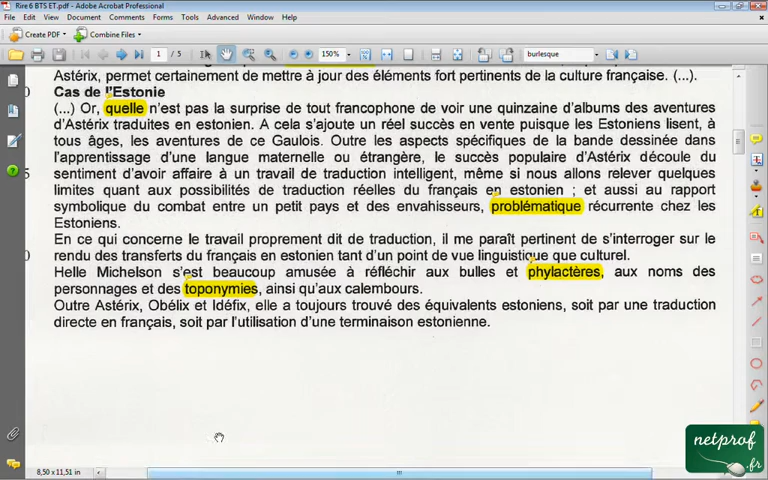 Rire 6 BTS ET.pdf - Adobe Acrobat Professional
File Edit View Document Comments Forms Tools Advanced Window Help
Create PDF Combine Files
1 / 5 150% burlesque
Astérix, permet certainement de mettre à jour des éléments fort pertinents de la culture française. (...).
Cas de l'Estonie
(...) Or, quelle n'est pas la surprise de tout francophone de voir une quinzaine d'albums des aventures
d'Astérix traduites en estonien. A cela s'ajoute un réel succès en vente puisque les Estoniens lisent, à
tous âges, les aventures de ce Gaulois. Outre les aspects spécifiques de la bande dessinée dans
l'apprentissage d'une langue maternelle ou étrangère, le succès populaire d'Astérix découle du
sentiment d'avoir affaire à un travail de traduction intelligent, même si nous allons relever quelques
limites quant aux possibilités de traduction réelles du français en estonien ; et aussi au rapport
symbolique du combat entre un petit pays et des envahisseurs, problématique récurrente chez les
Estoniens.
En ce qui concerne le travail proprement dit de traduction, il me paraît pertinent de s'interroger sur le
rendu des transferts du français en estonien tant d'un point de vue linguistique que culturel.
Helle Michelson s'est beaucoup amusée à réfléchir aux bulles et phylactères, aux noms des
personnages et des toponymies, ainsi qu'aux calembours.
Outre Astérix, Obélix et Idéfix, elle a toujours trouvé des équivalents estoniens, soit par une traduction
directe en français, soit par l'utilisation d'une terminaison estonienne.
netprof
.fr
8,50 x 11,51 in